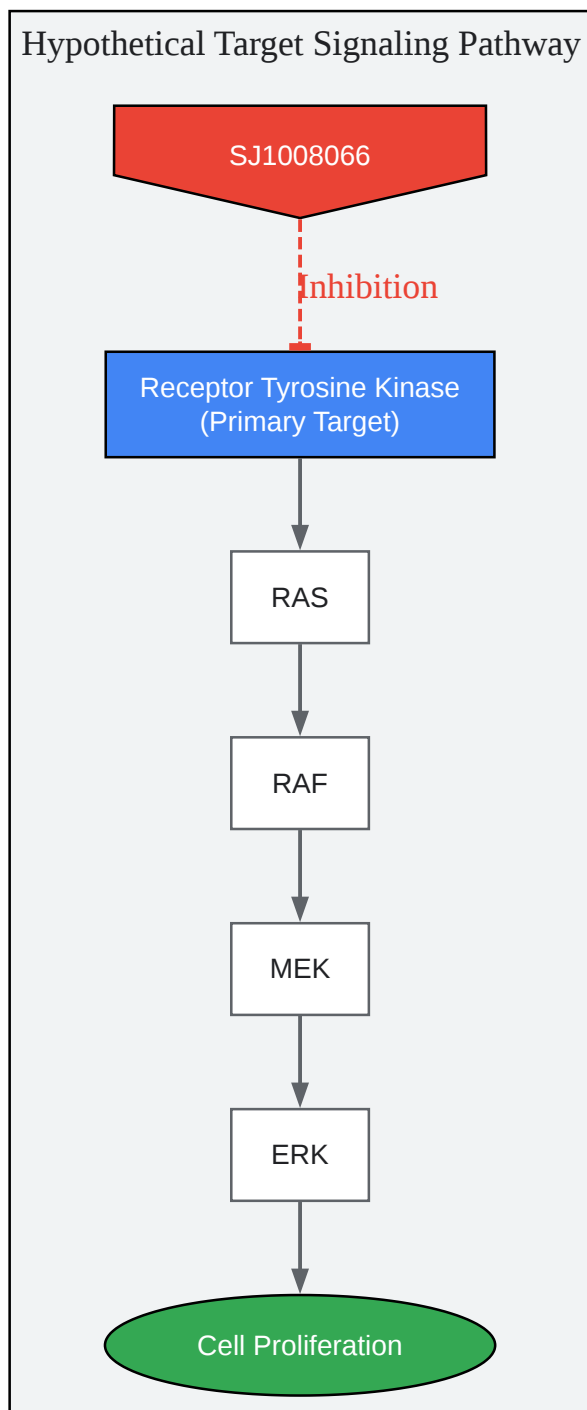 Hypothetical Target Signaling Pathway
SJ1008066
Inhibition
Receptor Tyrosine Kinase
(Primary Target)
RAS
RAF
MEK
ERK
Cell Proliferation